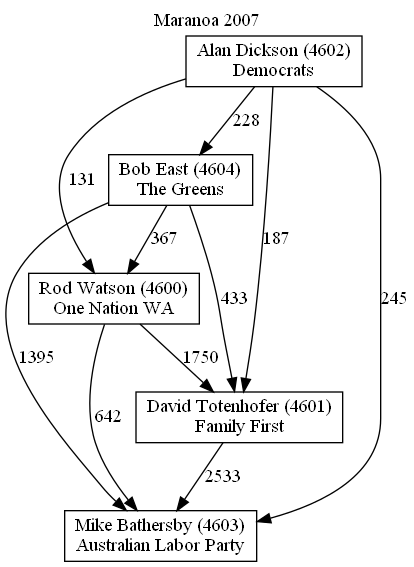 Maranoa 2007
Alan Dickson (4602)
Democrats
228
Bob East (4604)
The Greens
131
367
187
Rod Watson (4600)
One Nation WA
433
245
1395
1750
642
David Totenhofer (4601)
Family First
2533
Mike Bathersby (4603)
Australian Labor Party